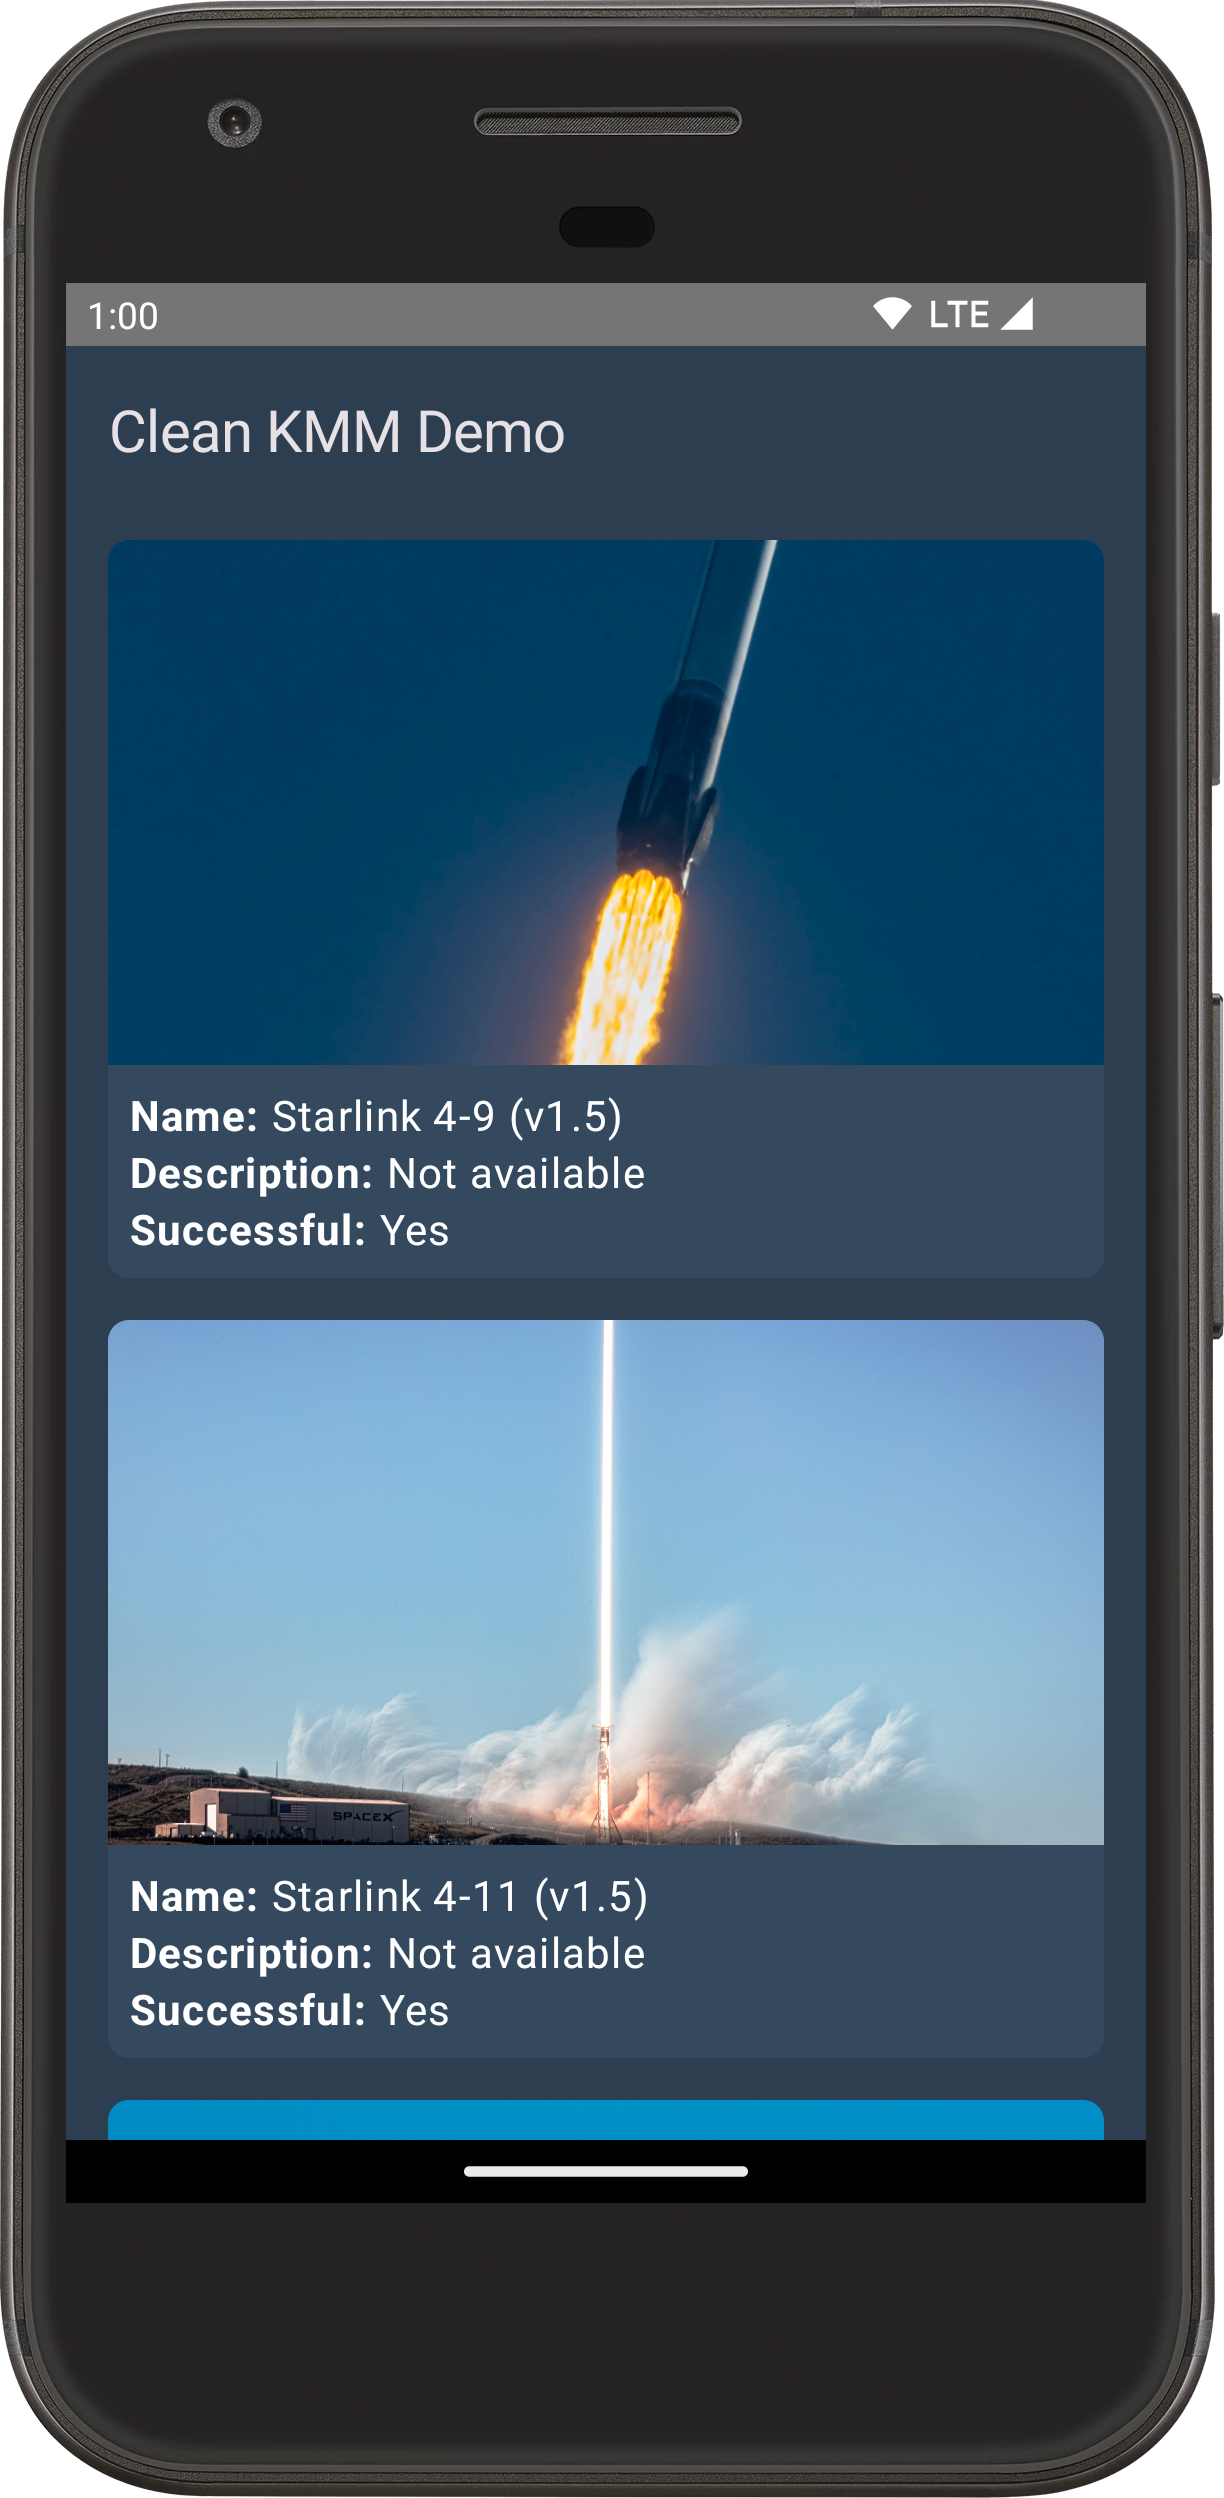 1:00 LTE
Clean KMM Demo
Name: Starlink 4-9 (v1.5)
Description: Not available
Successful: Yes
SPACEX
Name: Starlink 4-11 (v1.5)
Description: Not available
Successful: Yes